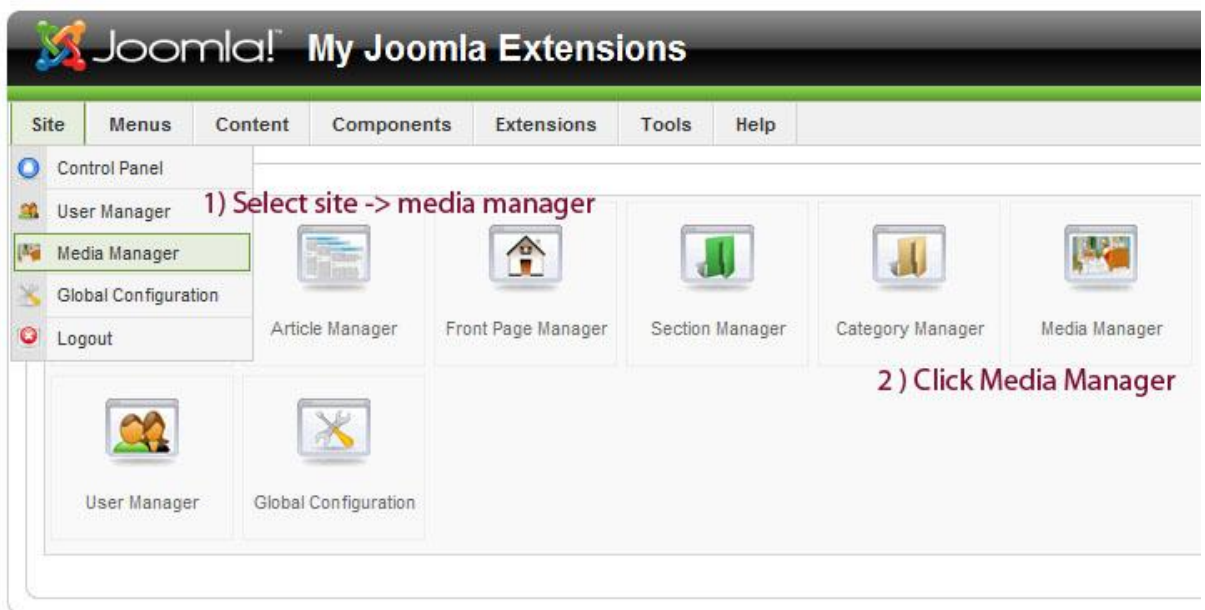 Joomla!™ My Joomla Extensions
Site Menus Content Components Extensions Tools Help
Control Panel
User Manager
Media Manager
Global Configuration
Logout
1) Select site -> media manager
Article Manager Front Page Manager Section Manager Category Manager Media Manager
2 ) Click Media Manager
User Manager Global Configuration